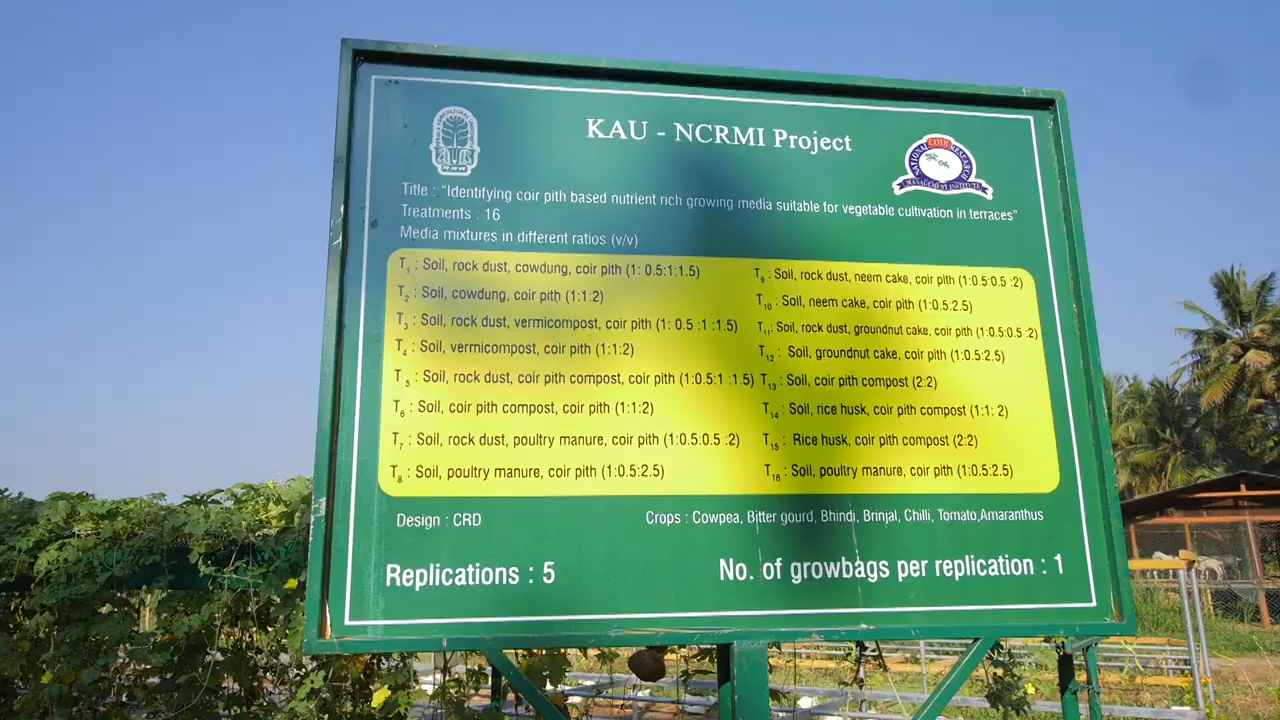 KAU - NCRMI Project
NATIONAL COIR RESEARCH
MANAGEMENT INSTITUTE
Title : "Identifying coir pith based nutrient rich growing media suitable for vegetable cultivation in terraces"
Treatments : 16
Media mixtures in different ratios (v/v)
T1 : Soil, rock dust, cowdung, coir pith (1: 0.5:1:1.5)
T2 : Soil, cowdung, coir pith (1:1:2)
T3 : Soil, rock dust, vermicompost, coir pith (1: 0.5 :1 :1.5)
T4 : Soil, vermicompost, coir pith (1:1:2)
T5 : Soil, rock dust, coir pith compost, coir pith (1:0.5:1 :1.5)
T6 : Soil, coir pith compost, coir pith (1:1:2)
T7 : Soil, rock dust, poultry manure, coir pith (1:0.5:0.5 :2)
T8 : Soil, poultry manure, coir pith (1:0.5:2.5)
T9 : Soil, rock dust, neem cake, coir pith (1:0.5:0.5 :2)
T10 : Soil, neem cake, coir pith (1:0.5:2.5)
T11: Soil, rock dust, groundnut cake, coir pith (1:0.5:0.5 :2)
T12 : Soil, groundnut cake, coir pith (1:0.5:2.5)
T13 : Soil, coir pith compost (2:2)
T14 : Soil, rice husk, coir pith compost (1:1: 2)
T15 : Rice husk, coir pith compost (2:2)
T16 : Soil, poultry manure, coir pith (1:0.5:2.5)
Design : CRD
Crops : Cowpea, Bitter gourd, Bhindi, Brinjal, Chilli, Tomato,Amaranthus
Replications : 5
No. of growbags per replication : 1